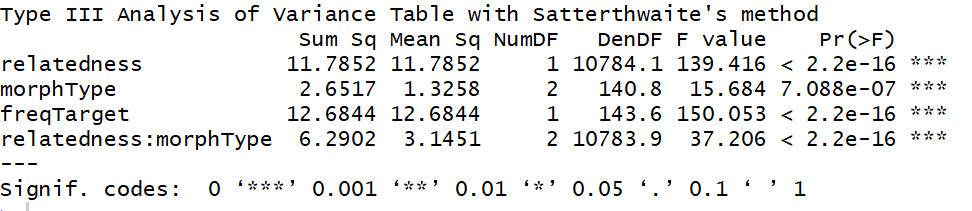 Type III Analysis of Variance Table with Satterthwaite's method
                      Sum Sq Mean Sq NumDF   DenDF F value    Pr(>F)
relatedness          11.7852 11.7852     1 10784.1 139.416 < 2.2e-16 ***
morphType             2.6517  1.3258     2   140.8  15.684 7.088e-07 ***
freqTarget           12.6844 12.6844     1   143.6 150.053 < 2.2e-16 ***
relatedness:morphType 6.2902  3.1451     2 10783.9  37.206 < 2.2e-16 ***
---
Signif. codes:  0 ‘***’ 0.001 ‘**’ 0.01 ‘*’ 0.05 ‘.’ 0.1 ‘ ’ 1